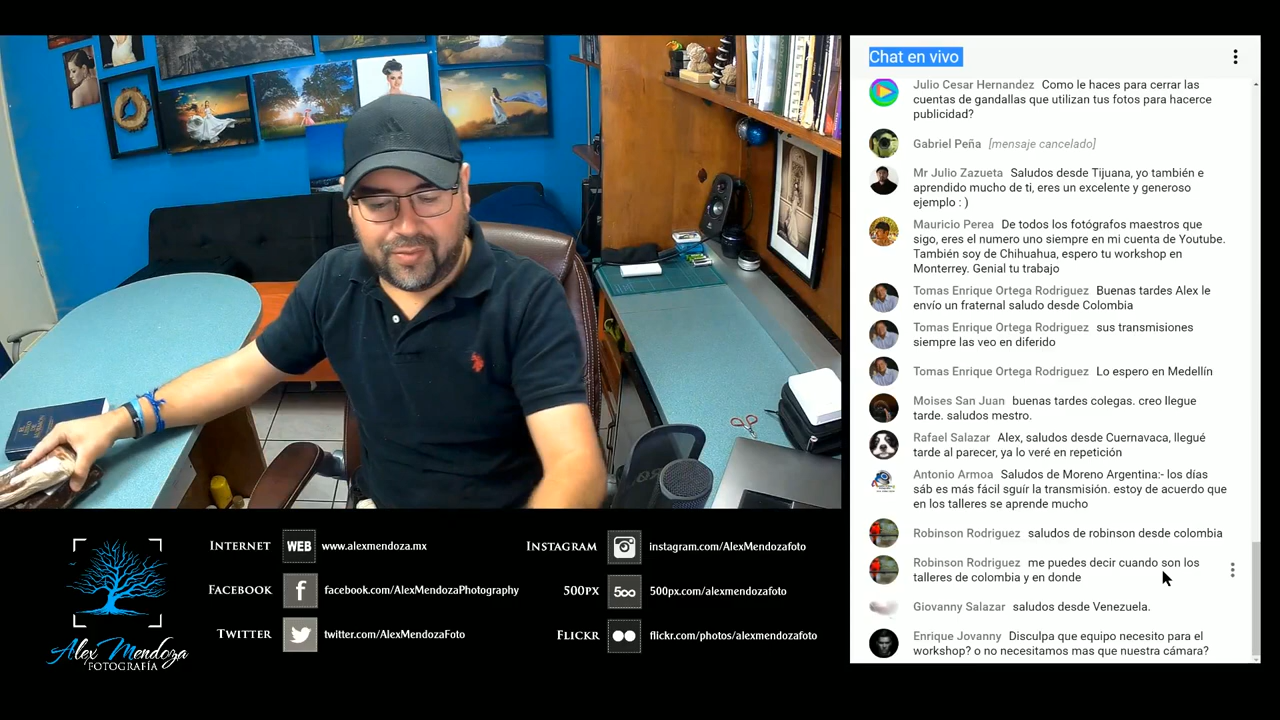 Chat en vivo
Julio Cesar Hernandez Como le haces para cerrar las
cuentas de gandallas que utilizan tus fotos para hacerce
publicidad?
Gabriel Peña [mensaje cancelado]
Mr Julio Zazueta Saludos desde Tijuana, yo también e
aprendido mucho de ti, eres un excelente y generoso
ejemplo : )
Mauricio Perea De todos los fotógrafos maestros que
sigo, eres el numero uno siempre en mi cuenta de Youtube.
También soy de Chihuahua, espero tu workshop en
Monterrey. Genial tu trabajo
Tomas Enrique Ortega Rodriguez Buenas tardes Alex le
envío un fraternal saludo desde Colombia
Tomas Enrique Ortega Rodriguez sus transmisiones
siempre las veo en diferido
Tomas Enrique Ortega Rodriguez Lo espero en Medellín
Moises San Juan buenas tardes colegas. creo llegue
tarde. saludos mestro.
Rafael Salazar Alex, saludos desde Cuernavaca, llegué
tarde al parecer, ya lo veré en repetición
Antonio Armoa Saludos de Moreno Argentina:- los días
sáb es más fácil sguír la transmisión. estoy de acuerdo que
en los talleres se aprende mucho
Robinson Rodriguez saludos de robinson desde colombia
Robinson Rodriguez me puedes decir cuando son los
talleres de colombia y en donde
Giovanny Salazar saludos desde Venezuela.
Enrique Jovanny Disculpa que equipo necesito para el
workshop? o no necesitamos mas que nuestra cámara?
Alex Mendoza
FOTOGRAFÍA
INTERNET WEB www.alexmendoza.mx
FACEBOOK f facebook.com/AlexMendozaPhotography
TWITTER twitter.com/AlexMendozaFoto
INSTAGRAM instagram.com/AlexMendozafoto
500PX 500 500px.com/alexmendozafoto
FLICKR flickr.com/photos/alexmendozafoto